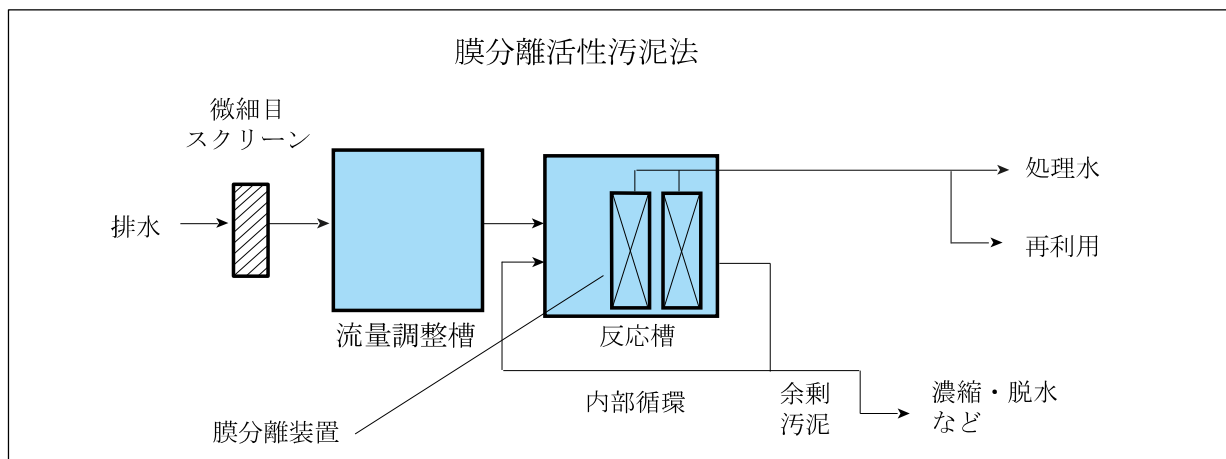 膜分離活性汚泥法
微細目
スクリーン
排水
流量調整槽
反応槽
処理水
再利用
内部循環
余剰
汚泥
濃縮・脱水
など
膜分離装置